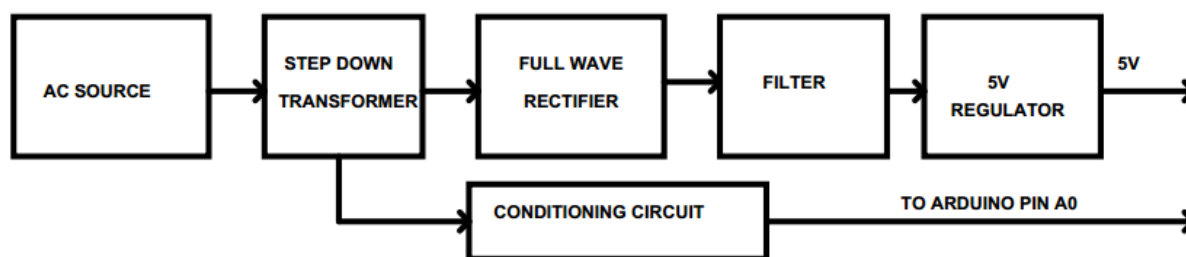 AC SOURCE
STEP DOWN
TRANSFORMER
FULL WAVE
RECTIFIER
FILTER
5V
REGULATOR
5V
CONDITIONING CIRCUIT
TO ARDUINO PIN A0